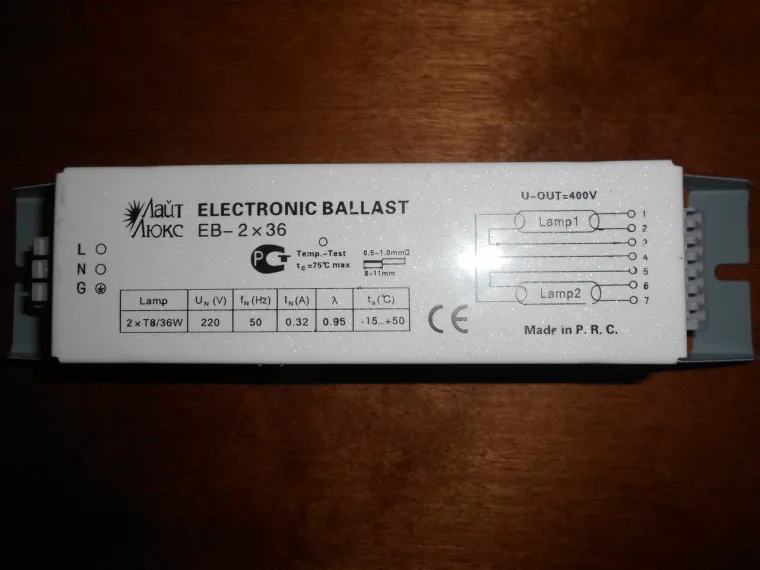 Лайт
Люкс
ELECTRONIC BALLAST
EB-2×36
L
N
G
РСТ
Temp.-Test
tc=75℃ max
0.5-1.0mm□
8-11mm
Lamp UN(V) fN(Hz) IN(A) λ ta(℃)
2×T8/36W 220 50 0.32 0.95 -15...+50
CE
U-OUT=400V
Lamp1
Lamp2
1
2
3
4
5
6
7
Made in P. R. C.